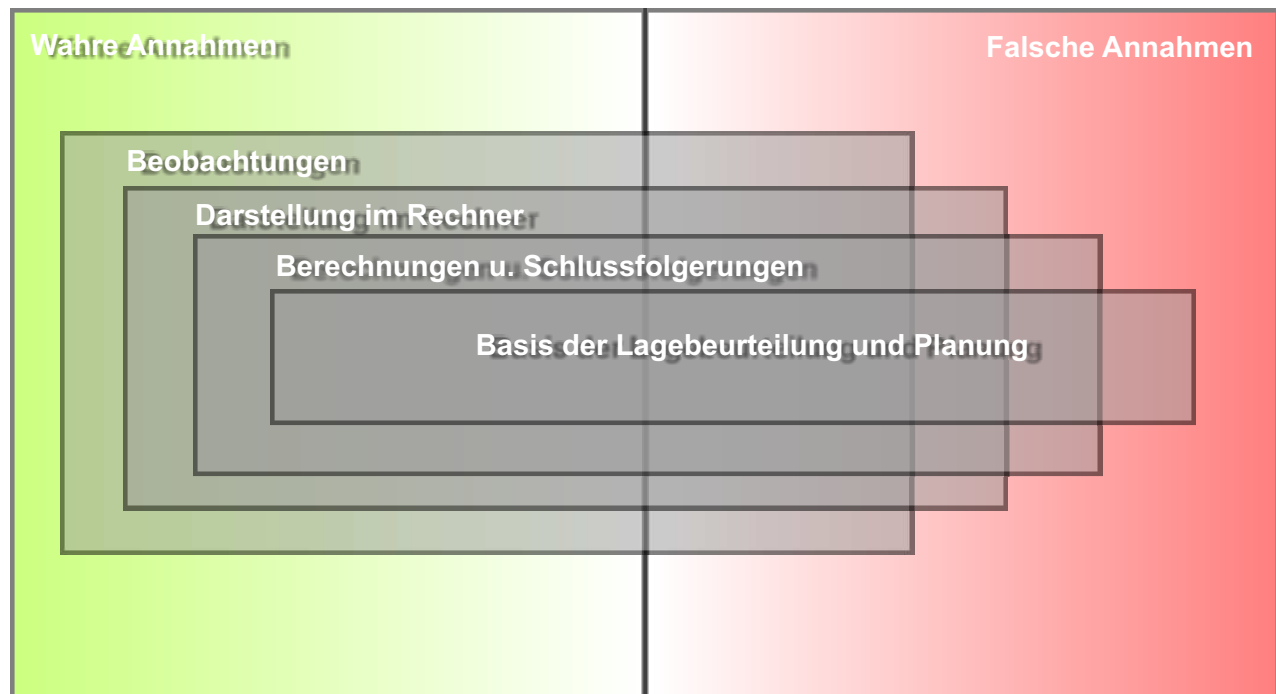 Wahre Annahmen
Falsche Annahmen
Beobachtungen
Darstellung im Rechner
Berechnungen u. Schlussfolgerungen
Basis der Lagebeurteilung und Planung